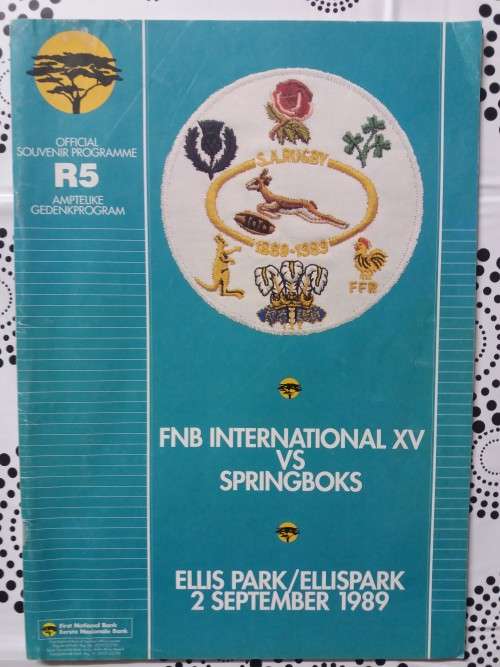 OFFICIAL
SOUVENIR PROGRAMME
R5
AMPTELIKE
GEDENKPROGRAM
S.A. RUGBY
1889-1989
FFR
FNB INTERNATIONAL XV
VS
SPRINGBOKS
ELLIS PARK/ELLISPARK
2 SEPTEMBER 1989
First National Bank
Eerste Nasionale Bank